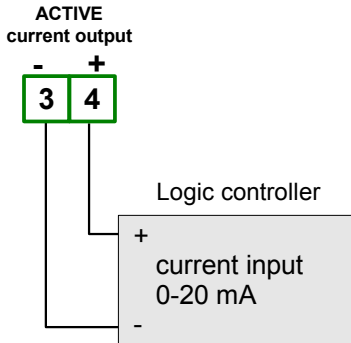 ACTIVE
current output
- +
3 4
Logic controller
+
current input
0-20 mA
-